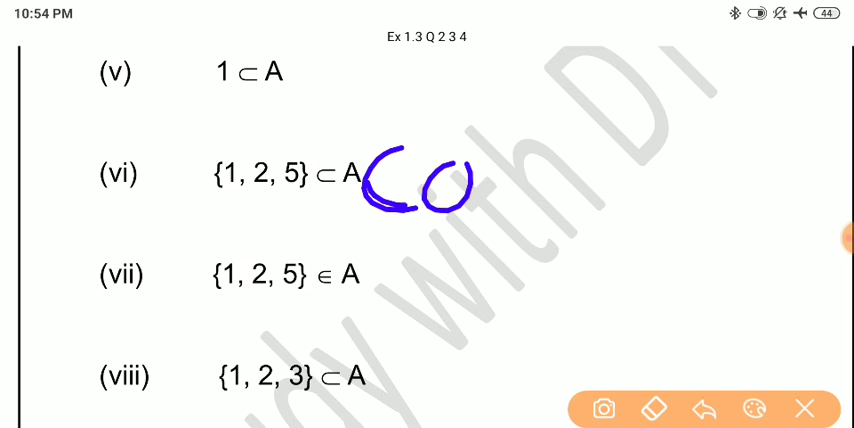 10:54 PM 44
Ex 1.3 Q 2 3 4
(v) 1 ⊂ A
(vi) {1, 2, 5} ⊂ A Co
(vii) {1, 2, 5} ∈ A
(viii) {1, 2, 3} ⊂ A